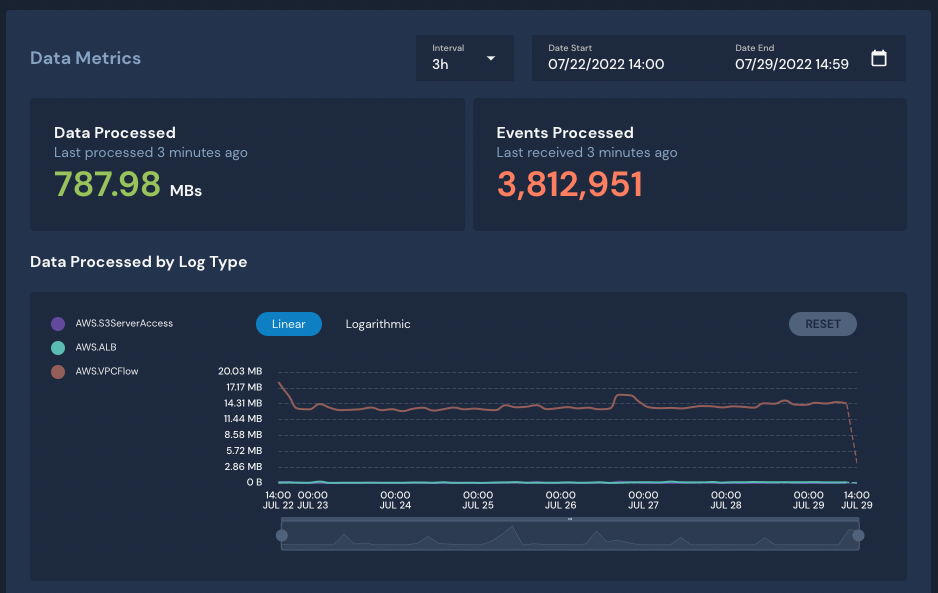 Data Metrics
Interval
3h
Date Start
07/22/2022 14:00
Date End
07/29/2022 14:59
Data Processed
Last processed 3 minutes ago
787.98 MBs
Events Processed
Last received 3 minutes ago
3,812,951
Data Processed by Log Type
AWS.S3ServerAccess
AWS.ALB
AWS.VPCFlow
Linear
Logarithmic
RESET
20.03 MB
17.17 MB
14.31 MB
11.44 MB
8.58 MB
5.72 MB
2.86 MB
0 B
14:00 00:00 00:00 00:00 00:00 00:00 00:00 00:00 14:00
JUL 22 JUL 23 JUL 24 JUL 25 JUL 26 JUL 27 JUL 28 JUL 29 JUL 29